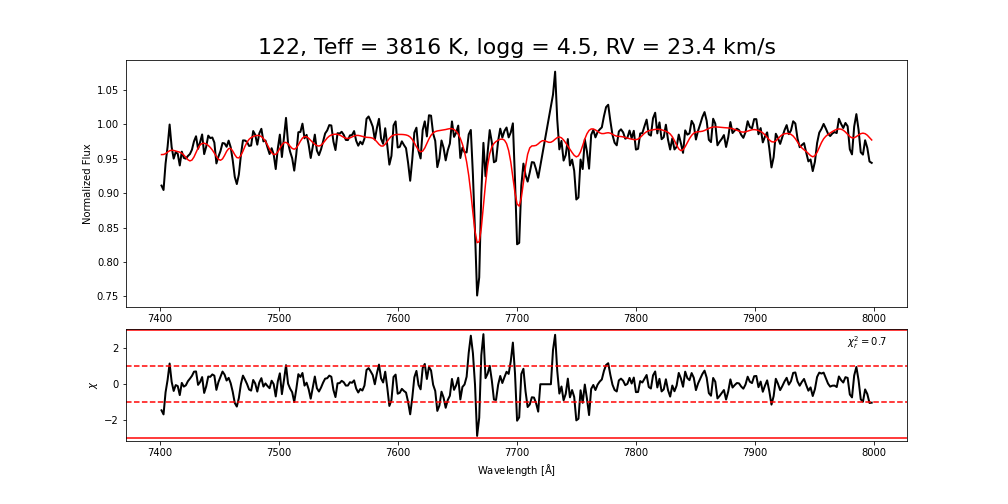 122, Teff = 3816 K, logg = 4.5, RV = 23.4 km/s
Normalized Flux
1.05
1.00
0.95
0.90
0.85
0.80
0.75
7400 7500 7600 7700 7800 7900 8000
χ
2
0
−2
χ²ᵣ = 0.7
7400 7500 7600 7700 7800 7900 8000
Wavelength [Å]